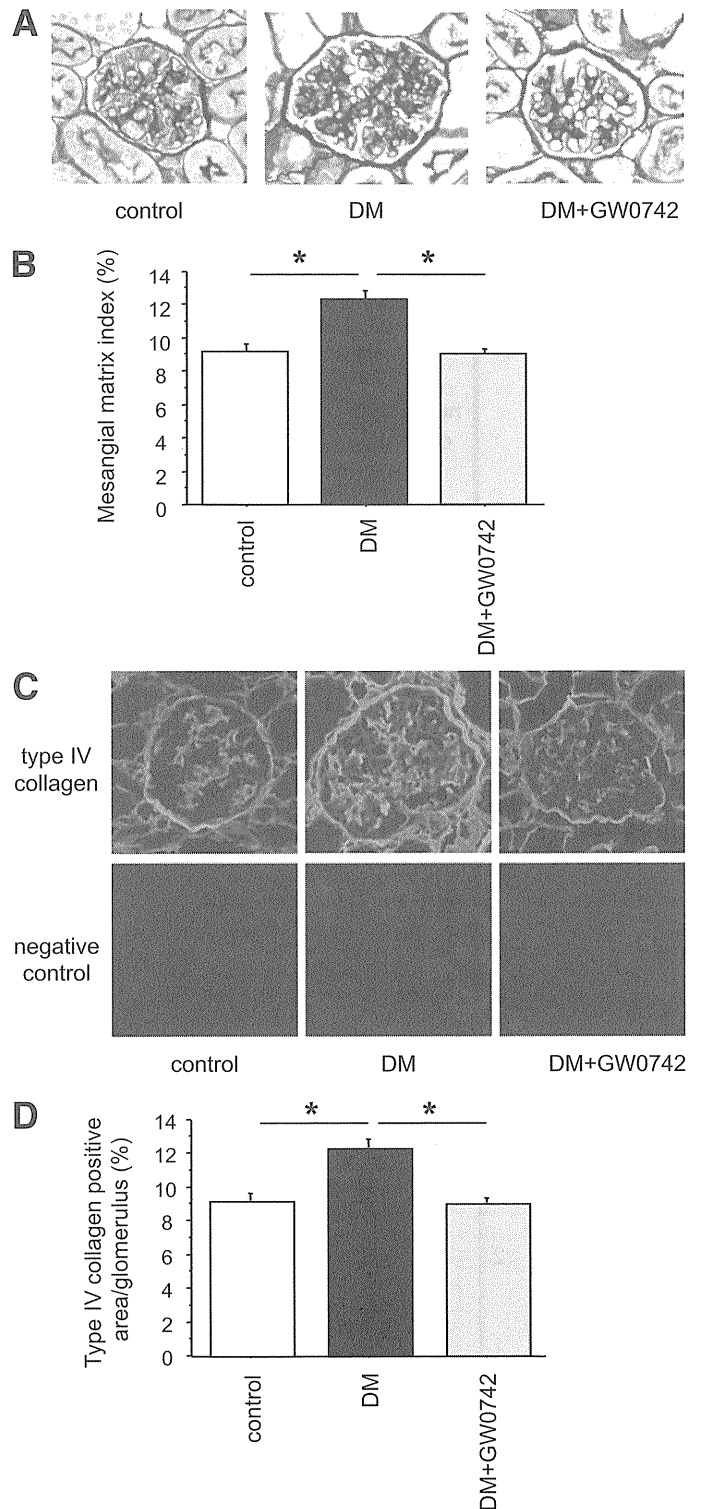 A
control
DM
DM+GW0742
B
Mesangial matrix index (%)
14
12
10
8
6
4
2
0
*
*
control
DM
DM+GW0742
C
type IV
collagen
negative
control
control
DM
DM+GW0742
D
Type IV collagen positive
area/glomerulus (%)
14
12
10
8
6
4
2
0
*
*
control
DM
DM+GW0742